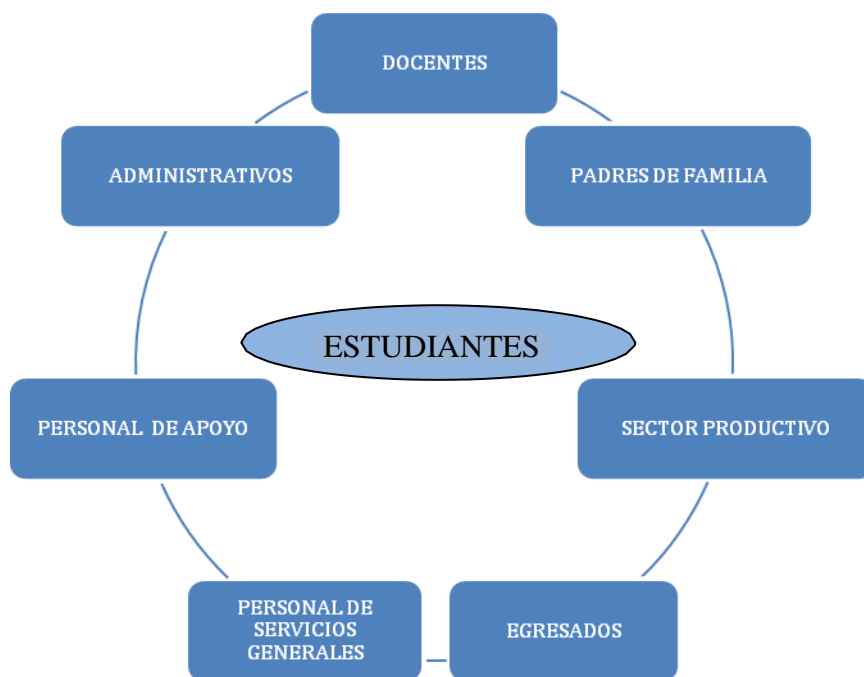 DOCENTES
ADMINISTRATIVOS
PADRES DE FAMILIA
ESTUDIANTES
PERSONAL DE APOYO
SECTOR PRODUCTIVO
PERSONAL DE
SERVICIOS
GENERALES
EGRESADOS